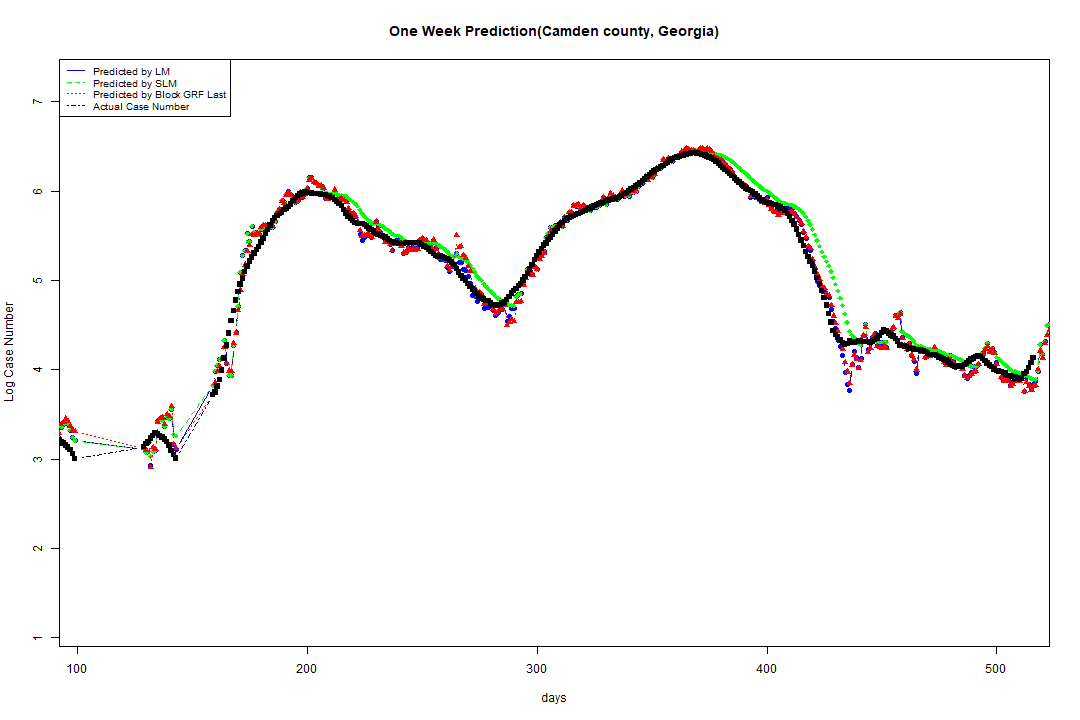 One Week Prediction(Camden county, Georgia)
Predicted by LM
Predicted by SLM
Predicted by Block GRF Last
Actual Case Number
7
6
5
4
3
2
1
Log Case Number
100 200 300 400 500
days